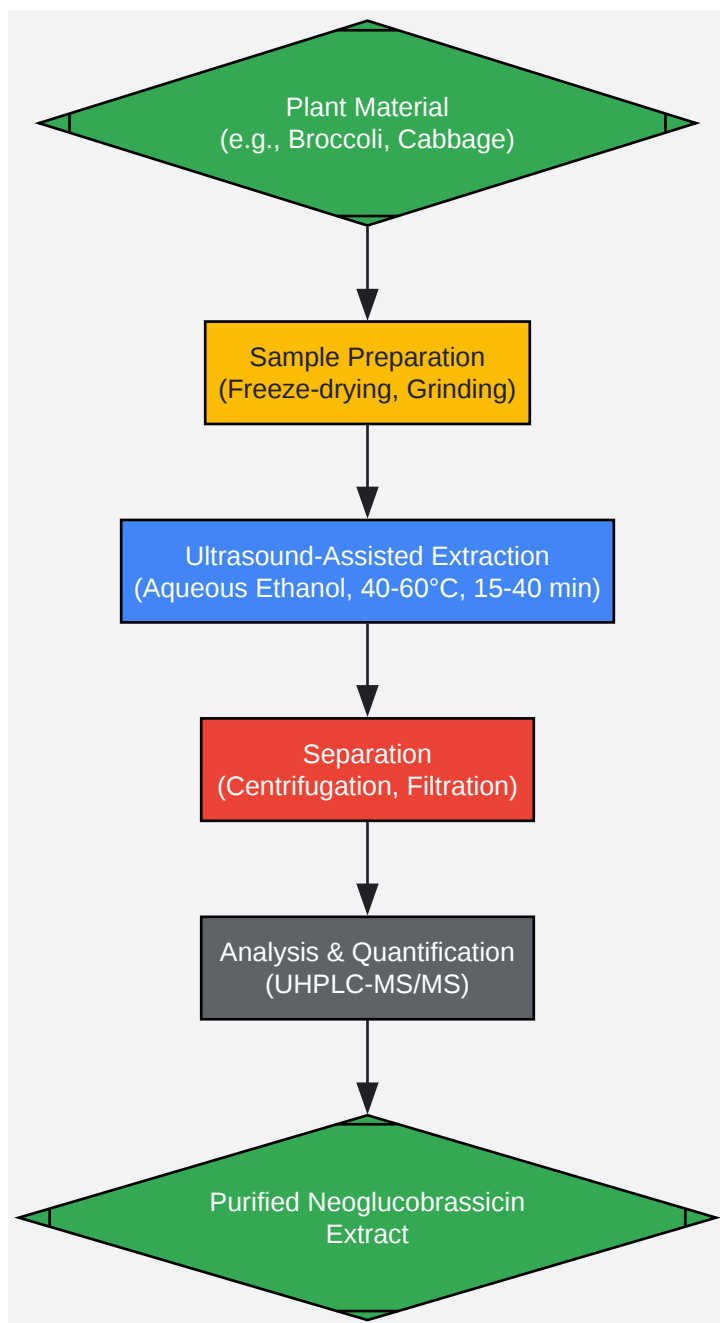 Plant Material
(e.g., Broccoli, Cabbage)
Sample Preparation
(Freeze-drying, Grinding)
Ultrasound-Assisted Extraction
(Aqueous Ethanol, 40-60°C, 15-40 min)
Separation
(Centrifugation, Filtration)
Analysis & Quantification
(UHPLC-MS/MS)
Purified Neoglucobrassicin
Extract